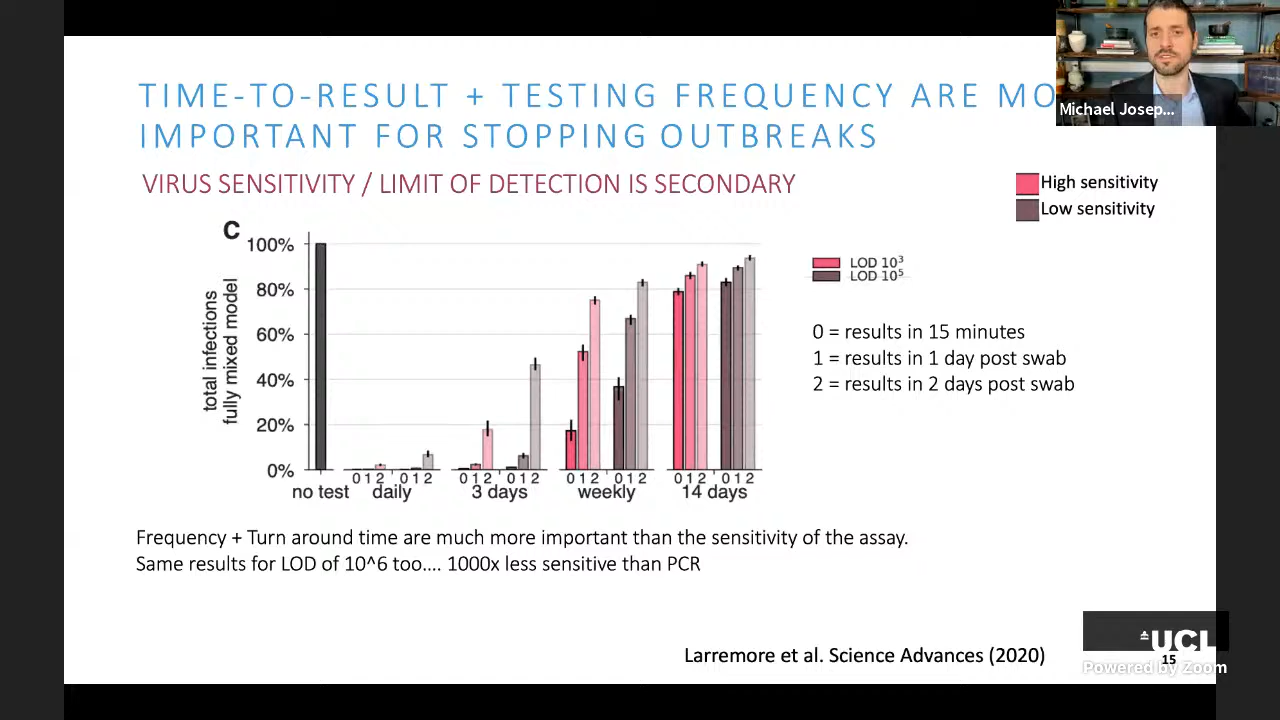 TIME-TO-RESULT + TESTING FREQUENCY ARE MO
IMPORTANT FOR STOPPING OUTBREAKS
Michael Josep...
VIRUS SENSITIVITY / LIMIT OF DETECTION IS SECONDARY
High sensitivity
Low sensitivity
C
100%
80%
60%
40%
20%
0%
total infections
fully mixed model
0 1 2 0 1 2 0 1 2 0 1 2 0 1 2 0 1 2 0 1 2 0 1 2
no test daily 3 days weekly 14 days
LOD 10³
LOD 10⁵
0 = results in 15 minutes
1 = results in 1 day post swab
2 = results in 2 days post swab
Frequency + Turn around time are much more important than the sensitivity of the assay.
Same results for LOD of 10^6 too.... 1000x less sensitive than PCR
Larremore et al. Science Advances (2020)
UCL
15
Powered by Zoom